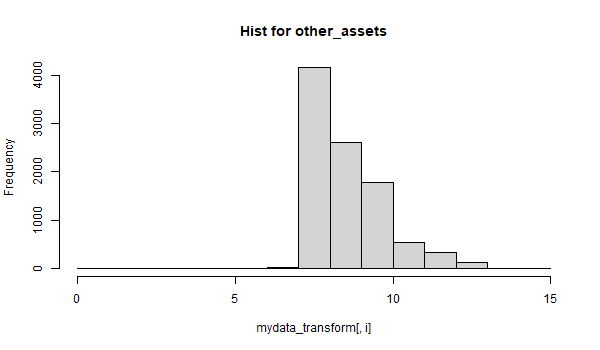 Hist for other_assets
Frequency
4000
3000
2000
1000
0
0 5 10 15
mydata_transform[, i]